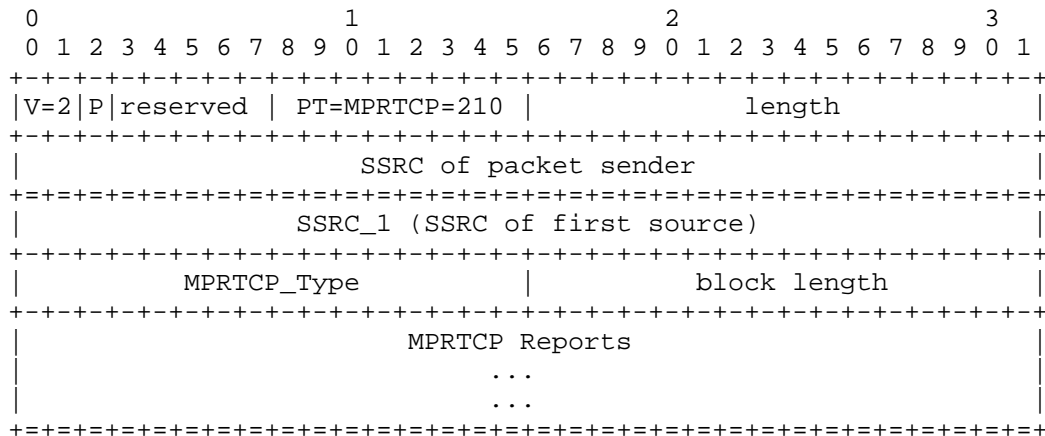 0                   1                   2                   3
 0 1 2 3 4 5 6 7 8 9 0 1 2 3 4 5 6 7 8 9 0 1 2 3 4 5 6 7 8 9 0 1
+-+-+-+-+-+-+-+-+-+-+-+-+-+-+-+-+-+-+-+-+-+-+-+-+-+-+-+-+-+-+-+-+
|V=2|P|reserved | PT=MPRTCP=210 |             length            |
+-+-+-+-+-+-+-+-+-+-+-+-+-+-+-+-+-+-+-+-+-+-+-+-+-+-+-+-+-+-+-+-+
|                     SSRC of packet sender                     |
+=+=+=+=+=+=+=+=+=+=+=+=+=+=+=+=+=+=+=+=+=+=+=+=+=+=+=+=+=+=+=+=+
|                 SSRC_1 (SSRC of first source)                 |
+-+-+-+-+-+-+-+-+-+-+-+-+-+-+-+-+-+-+-+-+-+-+-+-+-+-+-+-+-+-+-+-+
|          MPRTCP_Type          |          block length         |
+-+-+-+-+-+-+-+-+-+-+-+-+-+-+-+-+-+-+-+-+-+-+-+-+-+-+-+-+-+-+-+-+
|                        MPRTCP Reports                         |
|                             ...                               |
|                             ...                               |
+=+=+=+=+=+=+=+=+=+=+=+=+=+=+=+=+=+=+=+=+=+=+=+=+=+=+=+=+=+=+=+=+